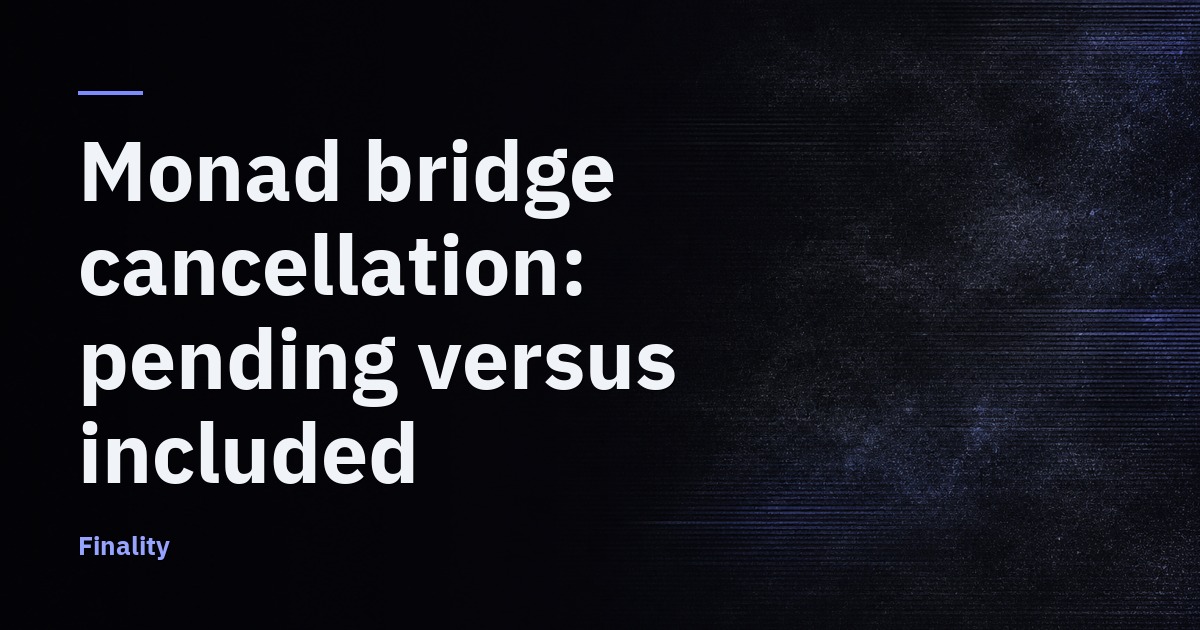 Monad bridge
cancellation:
pending versus
included
Finality